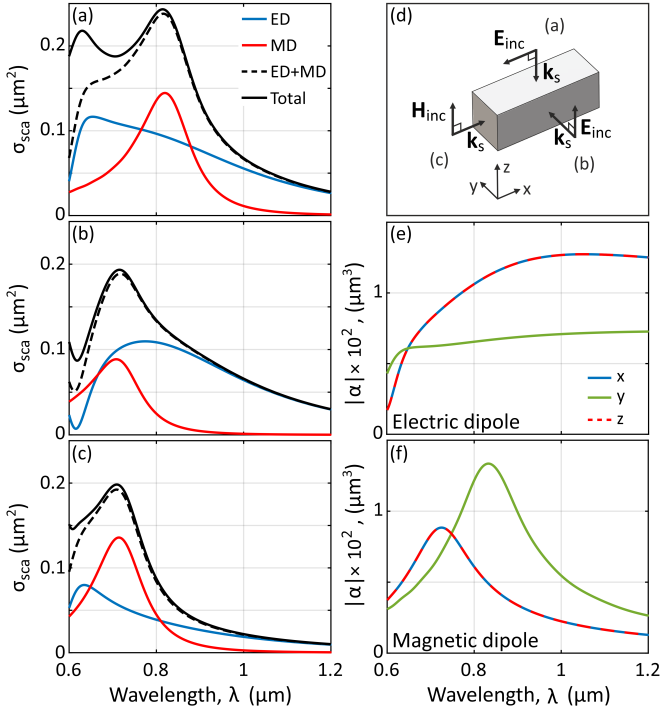 (a)
ED
MD
ED+MD
Total
σsca (μm²)
0.2
0.1
0
(b)
σsca (μm²)
0.2
0.1
0
(c)
σsca (μm²)
0.2
0.1
0
0.6 0.8 1 1.2
Wavelength, λ (μm)
(d)
(a)
Einc
ks
Hinc
ks
(c)
ks
Einc
(b)
z
y
x
(e)
|α| × 10², (μm³)
1
0
x
y
z
Electric dipole
(f)
|α| × 10², (μm³)
1
0
Magnetic dipole
0.6 0.8 1 1.2
Wavelength, λ (μm)